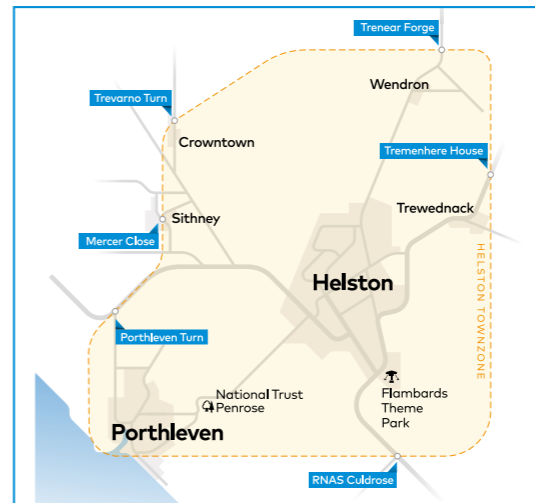 Trenear Forge
Wendron
Trevarno Turn
Crowntown
Tremenhere House
Trewednack
Sithney
Mercer Close
HELSTON TOWNZONE
Helston
Porthleven Turn
National Trust
Penrose
Flambards
Theme
Park
Porthleven
RNAS Culdrose